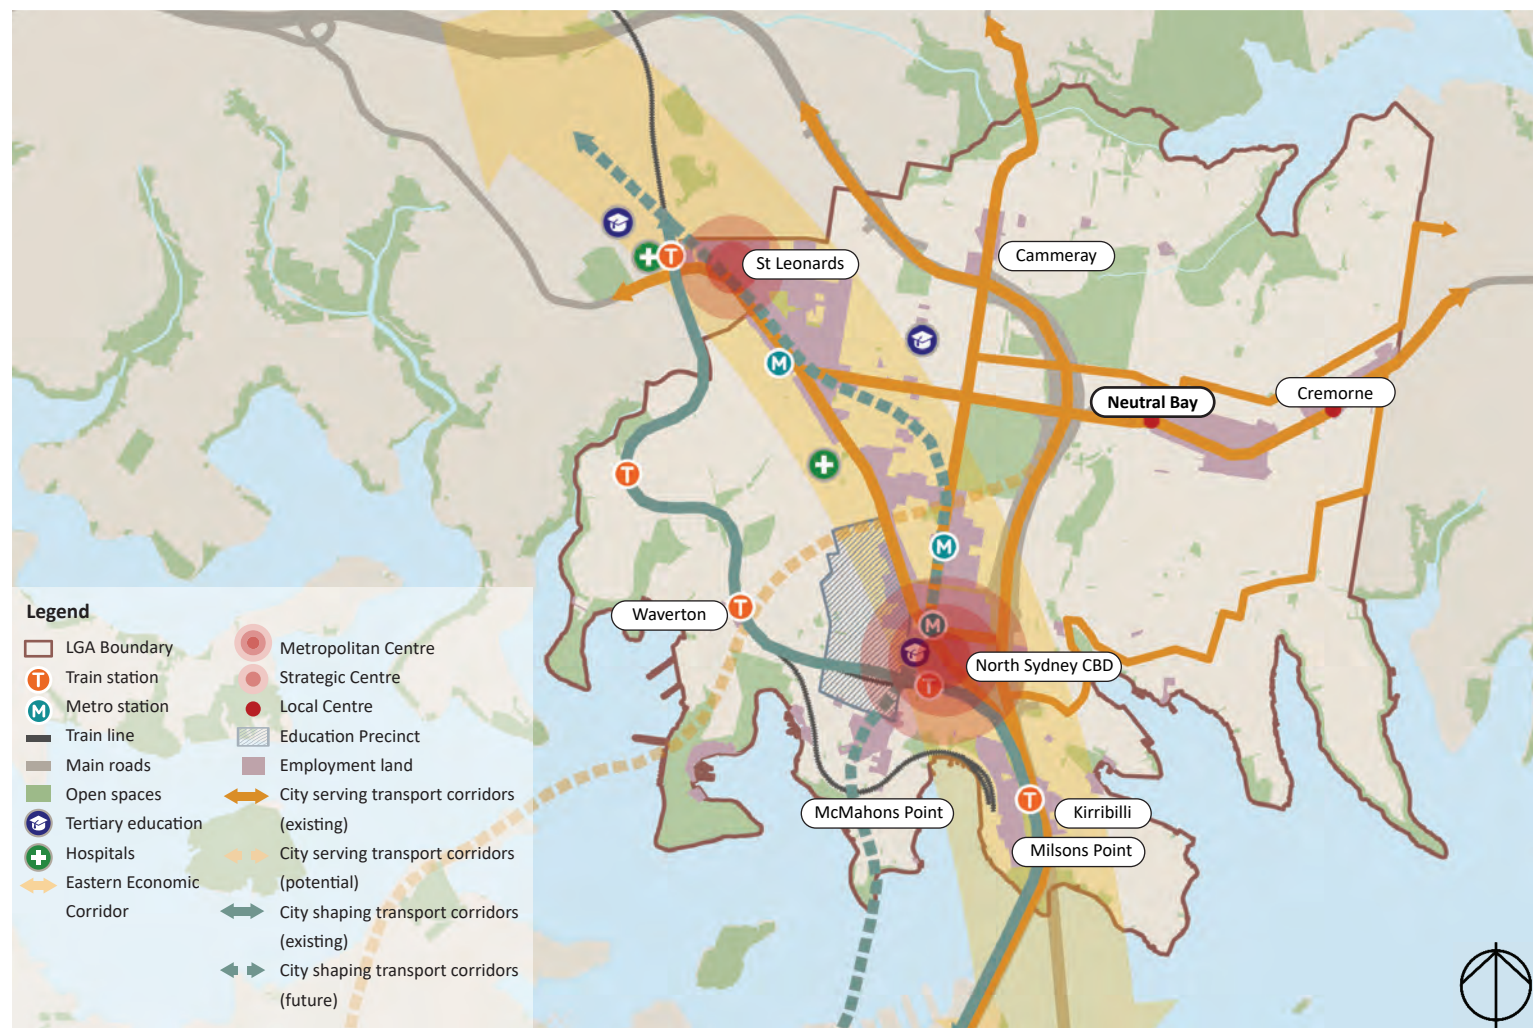 St Leonards
Cammeray
Neutral Bay
Cremorne
Waverton
North Sydney CBD
McMahons Point
Kirribilli
Milsons Point
T
M
T
M
T
M
T
T
Legend
LGA Boundary
T Train station
M Metro station
Train line
Main roads
Open spaces
Tertiary education
Hospitals
Eastern Economic
Corridor
Metropolitan Centre
Strategic Centre
Local Centre
Education Precinct
Employment land
City serving transport corridors
(existing)
City serving transport corridors
(potential)
City shaping transport corridors
(existing)
City shaping transport corridors
(future)